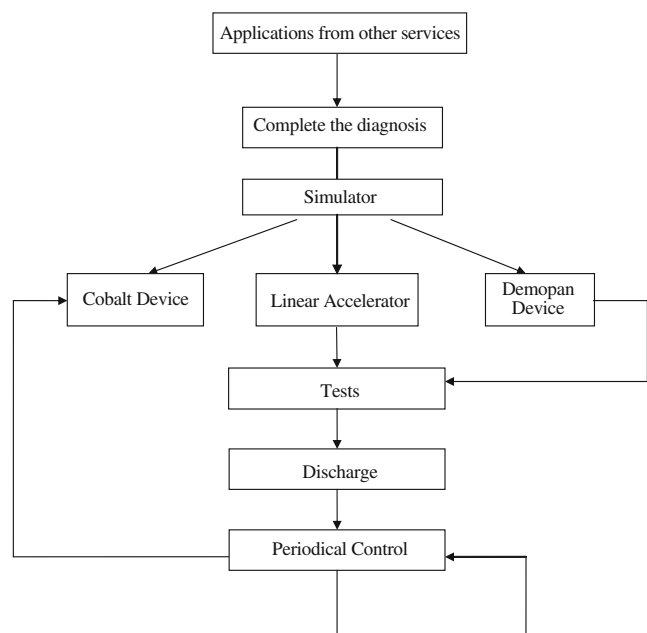 Applications from other services
Complete the diagnosis
Simulator
Cobalt Device
Linear Accelerator
Demopan
Device
Tests
Discharge
Periodical Control